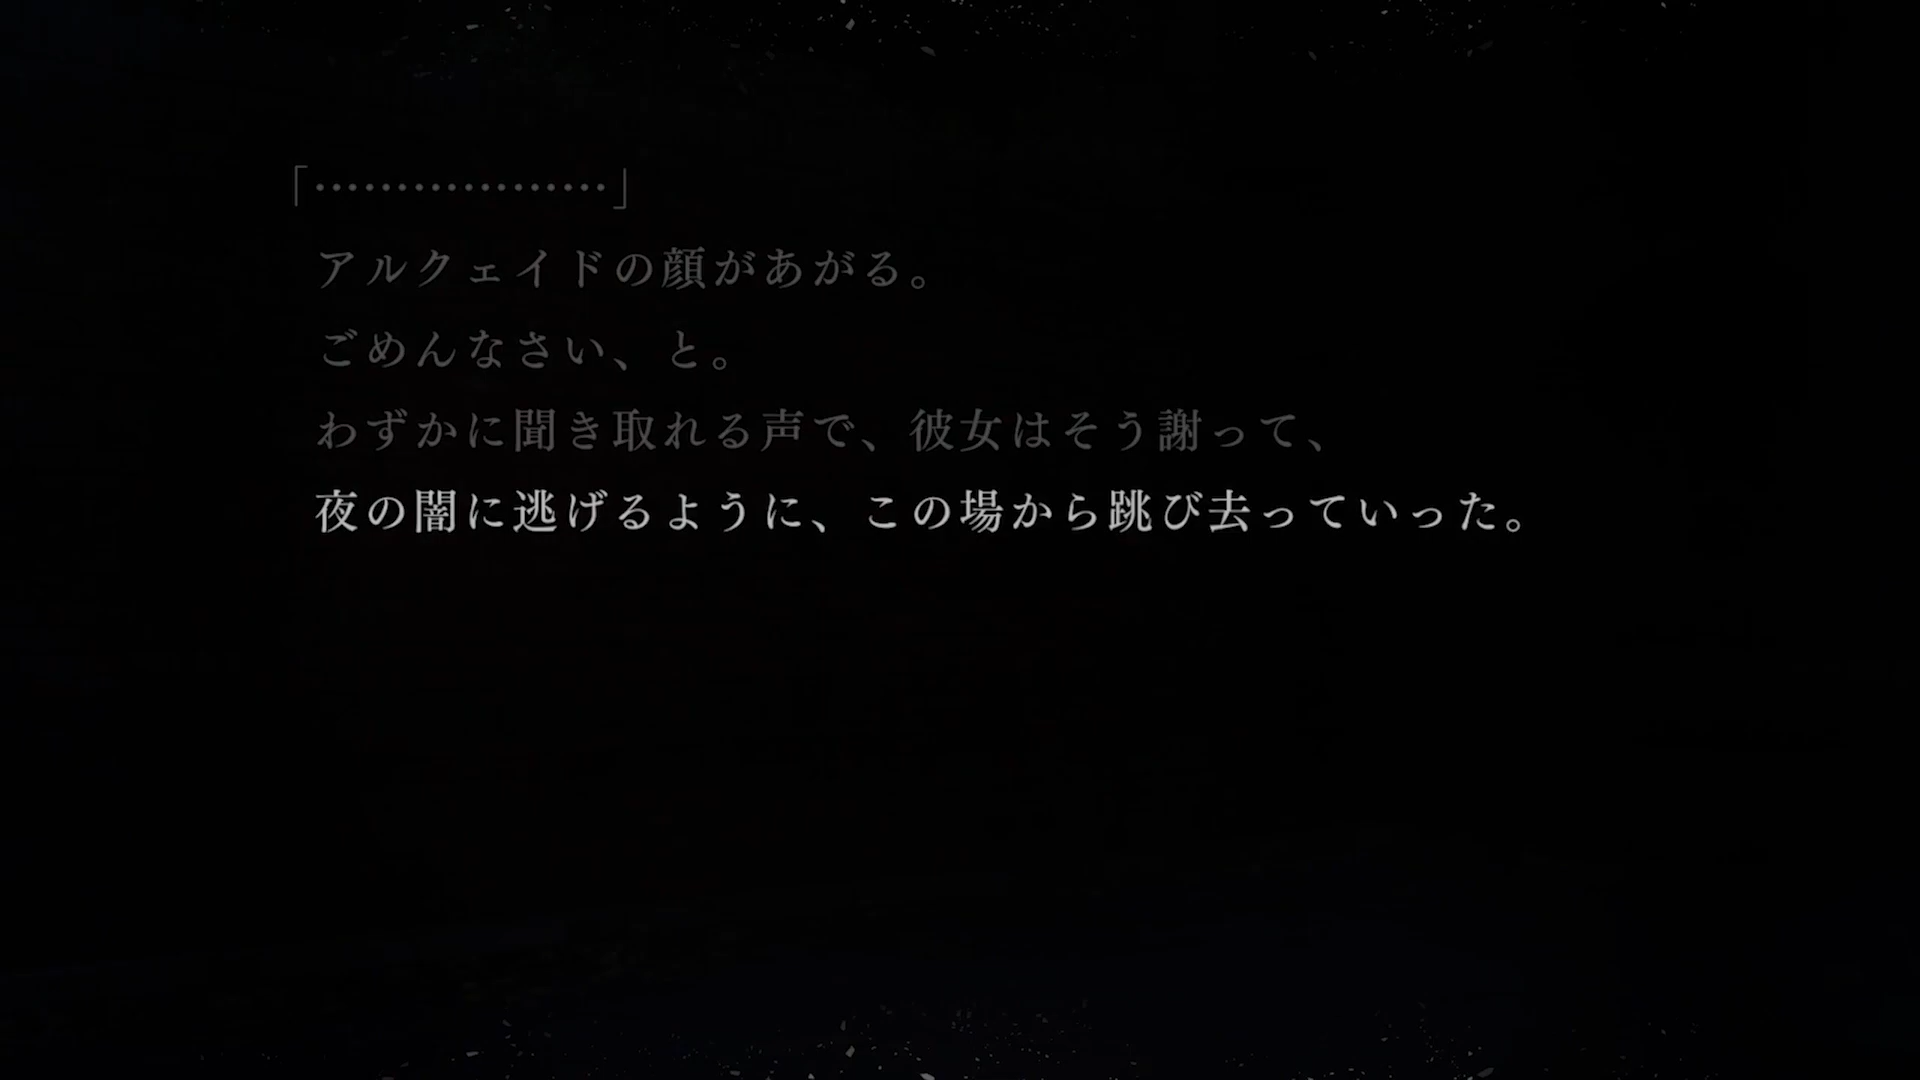 「………………」
アルクェイドの顔があがる。
ごめんなさい、と。
わずかに聞き取れる声で、彼女はそう謝って、
夜の闇に逃げるように、この場から跳び去っていった。